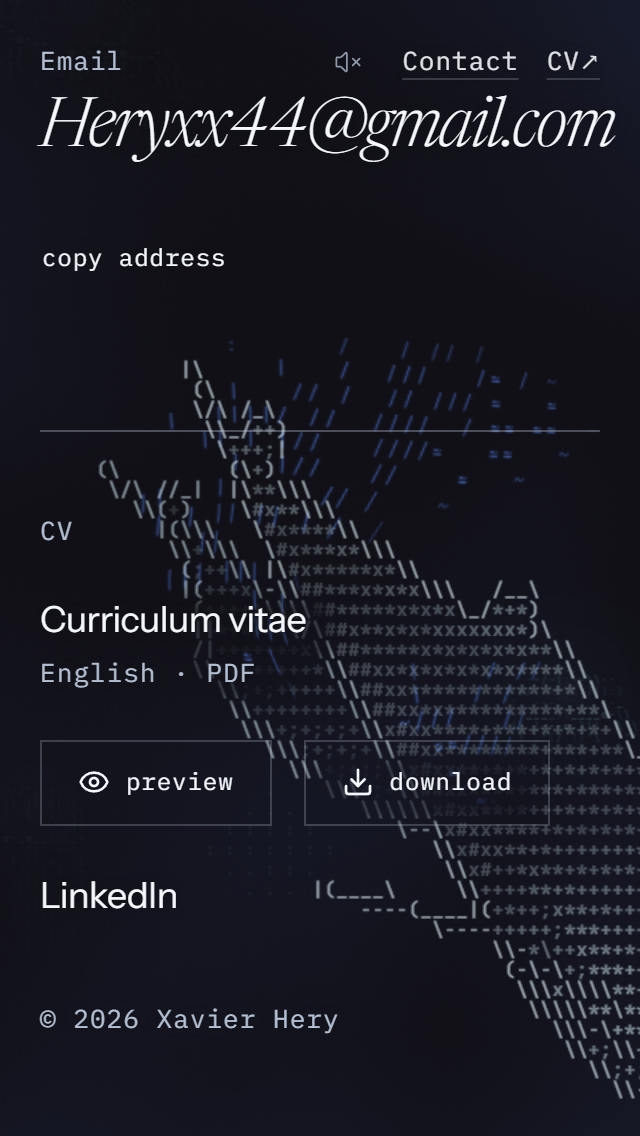 Email
Contact
CV↗
Heryxx44@gmail.com
copy address
CV
Curriculum vitae
English · PDF
preview
download
LinkedIn
© 2026 Xavier Hery